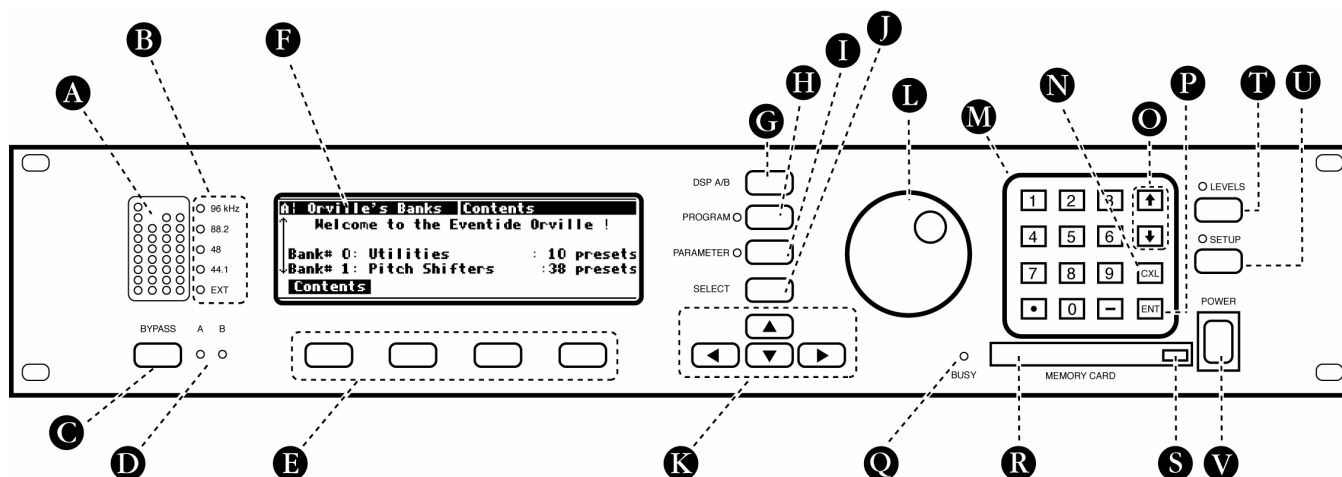 B F J
I
A H N P T U
L
M O
G
DSP A/B
96 kHz
88.2
48
44.1
EXT
A¦ Orville's Banks Contents
Welcome to the Eventide Orville !
Bank# 0: Utilities : 10 presets
Bank# 1: Pitch Shifters :38 presets
Contents
PROGRAM
PARAMETER
SELECT
1 2 3
4 5 6
7 8 9 CXL
• 0 – ENT
LEVELS
SETUP
POWER
BYPASS A B
BUSY
MEMORY CARD
C D E K Q R S V